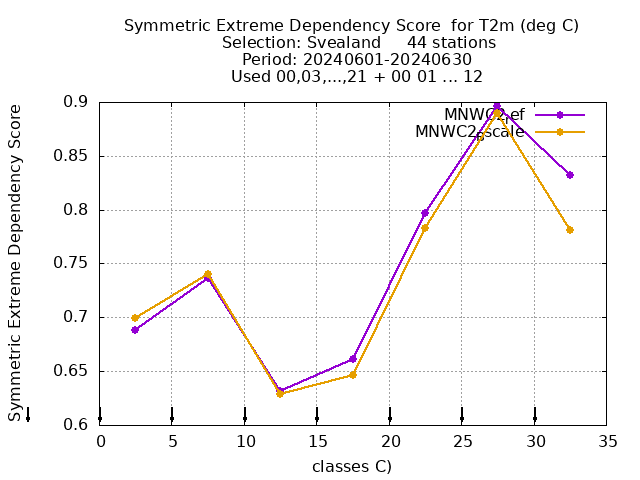 Symmetric Extreme Dependency Score for T2m (deg C)
Selection: Svealand 44 stations
Period: 20240601-20240630
Used 00,03,...,21 + 00 01 ... 12
Symmetric Extreme Dependency Score
0.9
0.85
0.8
0.75
0.7
0.65
0.6
0 5 10 15 20 25 30 35
classes C)